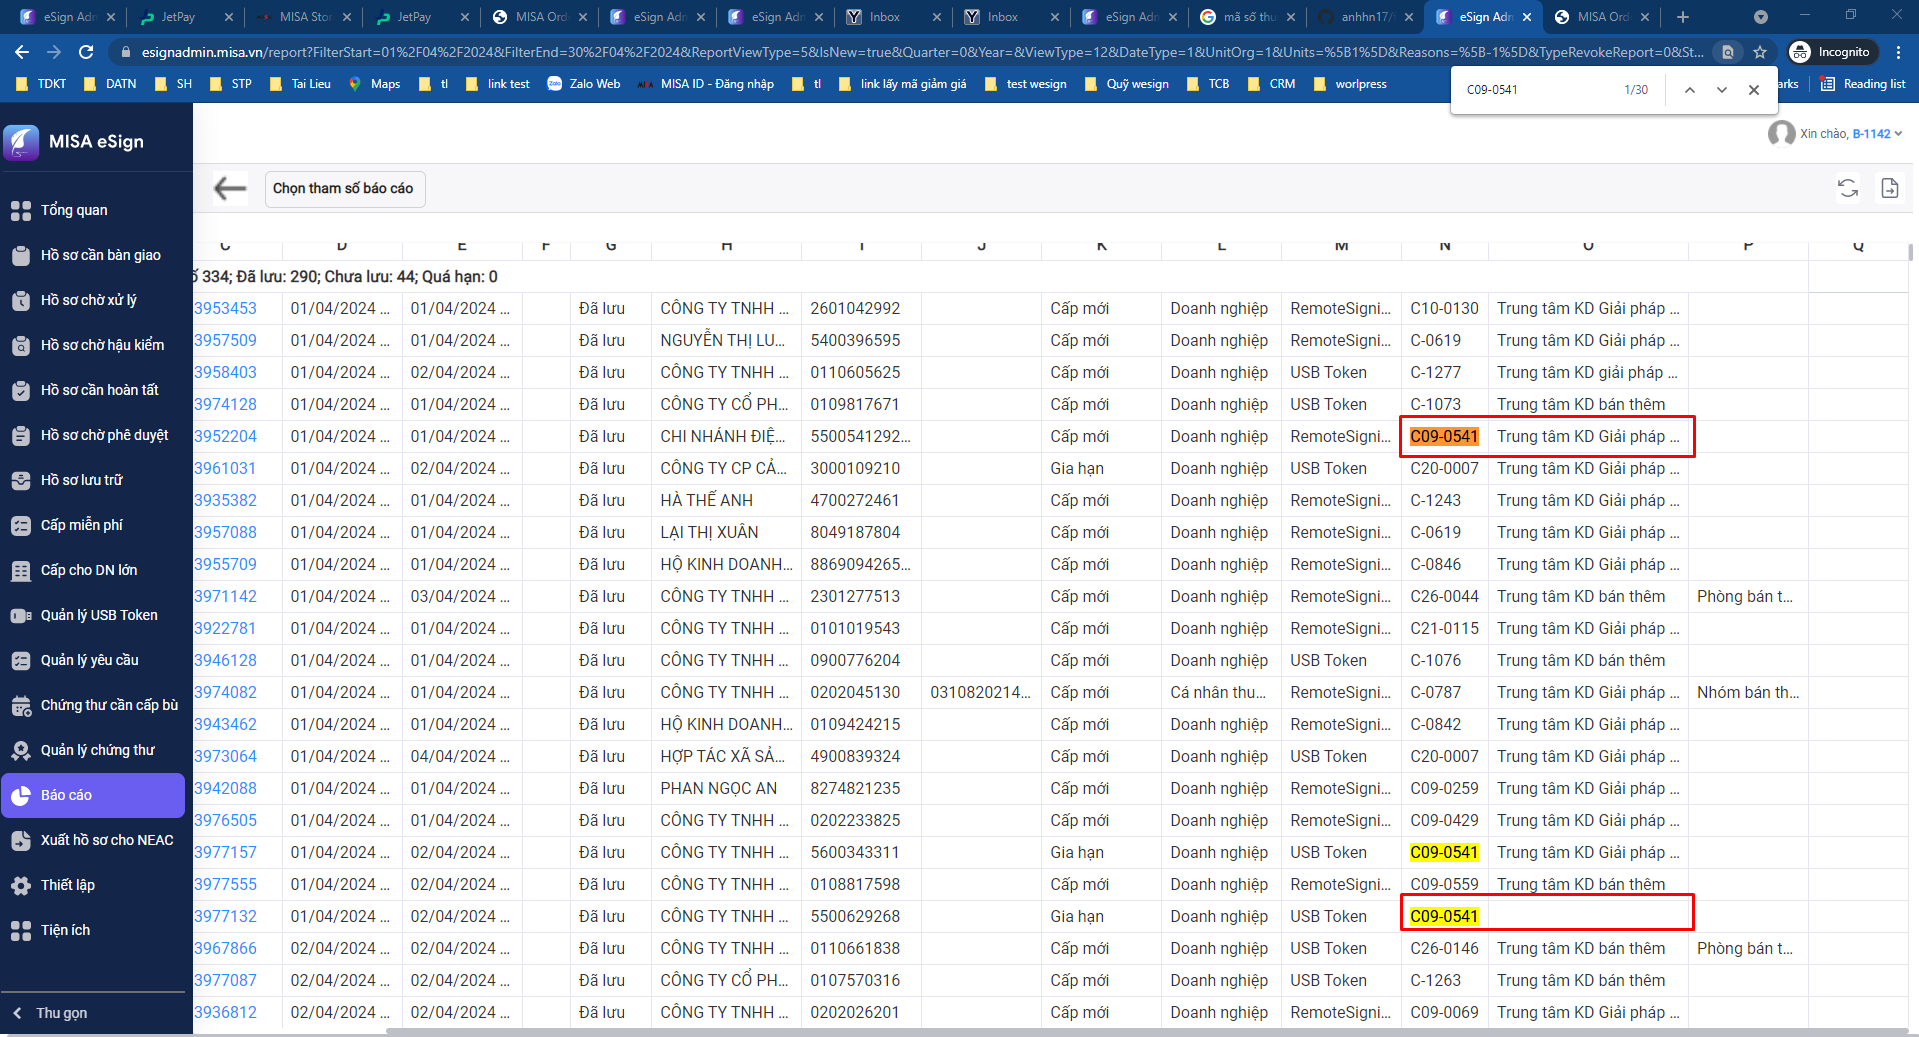 eSign Adm
JetPay
MISA Stor
JetPay
MISA Ord
eSign Adm
eSign Adm
Inbox
Inbox
eSign Adm
mã số thu
anhhn17/
eSign Adm
MISA Ord
esignadmin.misa.vn/report?FilterStart=01%2F04%2F2024&FilterEnd=30%2F04%2F2024&ReportViewType=5&IsNew=true&Quarter=0&Year=&ViewType=12&DateType=1&UnitOrg=1&Units=%5B1%5D&Reasons=%5B-1%5D&TypeRevokeReport=0&St...
Incognito
TDKT DATN SH STP Tai Lieu Maps tl link test Zalo Web MISA ID - Đăng nhập tl link lấy mã giảm giá test wesign Quỹ wesign TCB CRM worlpress arks Reading list
C09-0541 1/30
MISA eSign
Xin chào, B-1142
Chọn tham số báo cáo
Tổng quan
Hồ sơ cần bàn giao
Hồ sơ chờ xử lý
Hồ sơ chờ hậu kiểm
Hồ sơ cần hoàn tất
Hồ sơ chờ phê duyệt
Hồ sơ lưu trữ
Cấp miễn phí
Cấp cho DN lớn
Quản lý USB Token
Quản lý yêu cầu
Chứng thư cần cấp bù
Quản lý chứng thư
Báo cáo
Xuất hồ sơ cho NEAC
Thiết lập
Tiện ích
Thu gọn
C D E F G H I J K L M N O P Q
ố 334; Đã lưu: 290; Chưa lưu: 44; Quá hạn: 0
3953453 01/04/2024 ... 01/04/2024 ... Đã lưu CÔNG TY TNHH ... 2601042992 Cấp mới Doanh nghiệp RemoteSigni... C10-0130 Trung tâm KD Giải pháp ...
3957509 01/04/2024 ... 01/04/2024 ... Đã lưu NGUYỄN THỊ LU... 5400396595 Cấp mới Doanh nghiệp RemoteSigni... C-0619 Trung tâm KD Giải pháp ...
3958403 01/04/2024 ... 02/04/2024 ... Đã lưu CÔNG TY TNHH ... 0110605625 Cấp mới Doanh nghiệp USB Token C-1277 Trung tâm KD giải pháp ...
3974128 01/04/2024 ... 01/04/2024 ... Đã lưu CÔNG TY CỔ PH... 0109817671 Cấp mới Doanh nghiệp USB Token C-1073 Trung tâm KD bán thêm
3952204 01/04/2024 ... 01/04/2024 ... Đã lưu CHI NHÁNH ĐIỆ... 5500541292... Cấp mới Doanh nghiệp RemoteSigni... C09-0541 Trung tâm KD Giải pháp ...
3961031 01/04/2024 ... 02/04/2024 ... Đã lưu CÔNG TY CP CẢ... 3000109210 Gia hạn Doanh nghiệp USB Token C20-0007 Trung tâm KD Giải pháp ...
3935382 01/04/2024 ... 01/04/2024 ... Đã lưu HÀ THẾ ANH 4700272461 Cấp mới Doanh nghiệp RemoteSigni... C-1243 Trung tâm KD Giải pháp ...
3957088 01/04/2024 ... 01/04/2024 ... Đã lưu LẠI THỊ XUÂN 8049187804 Cấp mới Doanh nghiệp RemoteSigni... C-0619 Trung tâm KD Giải pháp ...
3955709 01/04/2024 ... 01/04/2024 ... Đã lưu HỘ KINH DOANH... 8869094265... Cấp mới Doanh nghiệp RemoteSigni... C-0846 Trung tâm KD Giải pháp ...
3971142 01/04/2024 ... 03/04/2024 ... Đã lưu CÔNG TY TNHH ... 2301277513 Cấp mới Doanh nghiệp RemoteSigni... C26-0044 Trung tâm KD bán thêm Phòng bán t...
3922781 01/04/2024 ... 01/04/2024 ... Đã lưu CÔNG TY TNHH ... 0101019543 Cấp mới Doanh nghiệp RemoteSigni... C21-0115 Trung tâm KD Giải pháp ...
3946128 01/04/2024 ... 01/04/2024 ... Đã lưu CÔNG TY TNHH ... 0900776204 Cấp mới Doanh nghiệp USB Token C-1076 Trung tâm KD bán thêm
3974082 01/04/2024 ... 01/04/2024 ... Đã lưu CÔNG TY TNHH ... 0202045130 0310820214... Cấp mới Cá nhân thu... RemoteSigni... C-0787 Trung tâm KD Giải pháp ... Nhóm bán th...
3943462 01/04/2024 ... 01/04/2024 ... Đã lưu HỘ KINH DOANH... 0109424215 Cấp mới Doanh nghiệp RemoteSigni... C-0842 Trung tâm KD Giải pháp ...
3973064 01/04/2024 ... 04/04/2024 ... Đã lưu HỢP TÁC XÃ SẢ... 4900839324 Cấp mới Doanh nghiệp USB Token C20-0007 Trung tâm KD Giải pháp ...
3942088 01/04/2024 ... 01/04/2024 ... Đã lưu PHAN NGỌC AN 8274821235 Cấp mới Doanh nghiệp RemoteSigni... C09-0259 Trung tâm KD Giải pháp ...
3976505 01/04/2024 ... 01/04/2024 ... Đã lưu CÔNG TY TNHH ... 0202233825 Cấp mới Doanh nghiệp RemoteSigni... C09-0429 Trung tâm KD Giải pháp ...
3977157 01/04/2024 ... 02/04/2024 ... Đã lưu CÔNG TY TNHH ... 5600343311 Gia hạn Doanh nghiệp USB Token C09-0541 Trung tâm KD Giải pháp ...
3977555 01/04/2024 ... 02/04/2024 ... Đã lưu CÔNG TY TNHH ... 0108817598 Cấp mới Doanh nghiệp RemoteSigni... C09-0559 Trung tâm KD bán thêm
3977132 01/04/2024 ... 02/04/2024 ... Đã lưu CÔNG TY TNHH ... 5500629268 Gia hạn Doanh nghiệp USB Token C09-0541
3967866 02/04/2024 ... 02/04/2024 ... Đã lưu CÔNG TY TNHH ... 0110661838 Cấp mới Doanh nghiệp USB Token C26-0146 Trung tâm KD bán thêm Phòng bán t...
3977087 02/04/2024 ... 02/04/2024 ... Đã lưu CÔNG TY CỔ PH... 0107570316 Cấp mới Doanh nghiệp USB Token C-1263 Trung tâm KD bán thêm
3936812 02/04/2024 ... 02/04/2024 ... Đã lưu CÔNG TY TNHH ... 0202026201 Cấp mới Doanh nghiệp RemoteSigni... C09-0069 Trung tâm KD Giải pháp ...